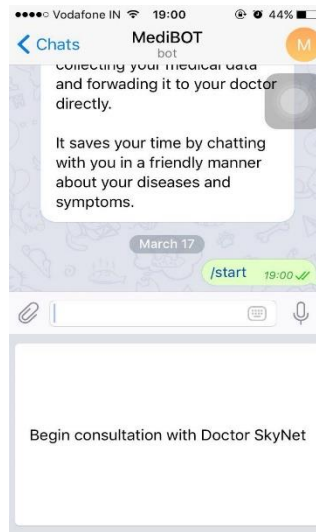 Vodafone IN 19:00 44%
Chats MediBOT M
bot
collecting your medical data
and forwading it to your doctor
directly.
It saves your time by chatting
with you in a friendly manner
about your diseases and
symptoms.
March 17
/start 19:00
Begin consultation with Doctor SkyNet